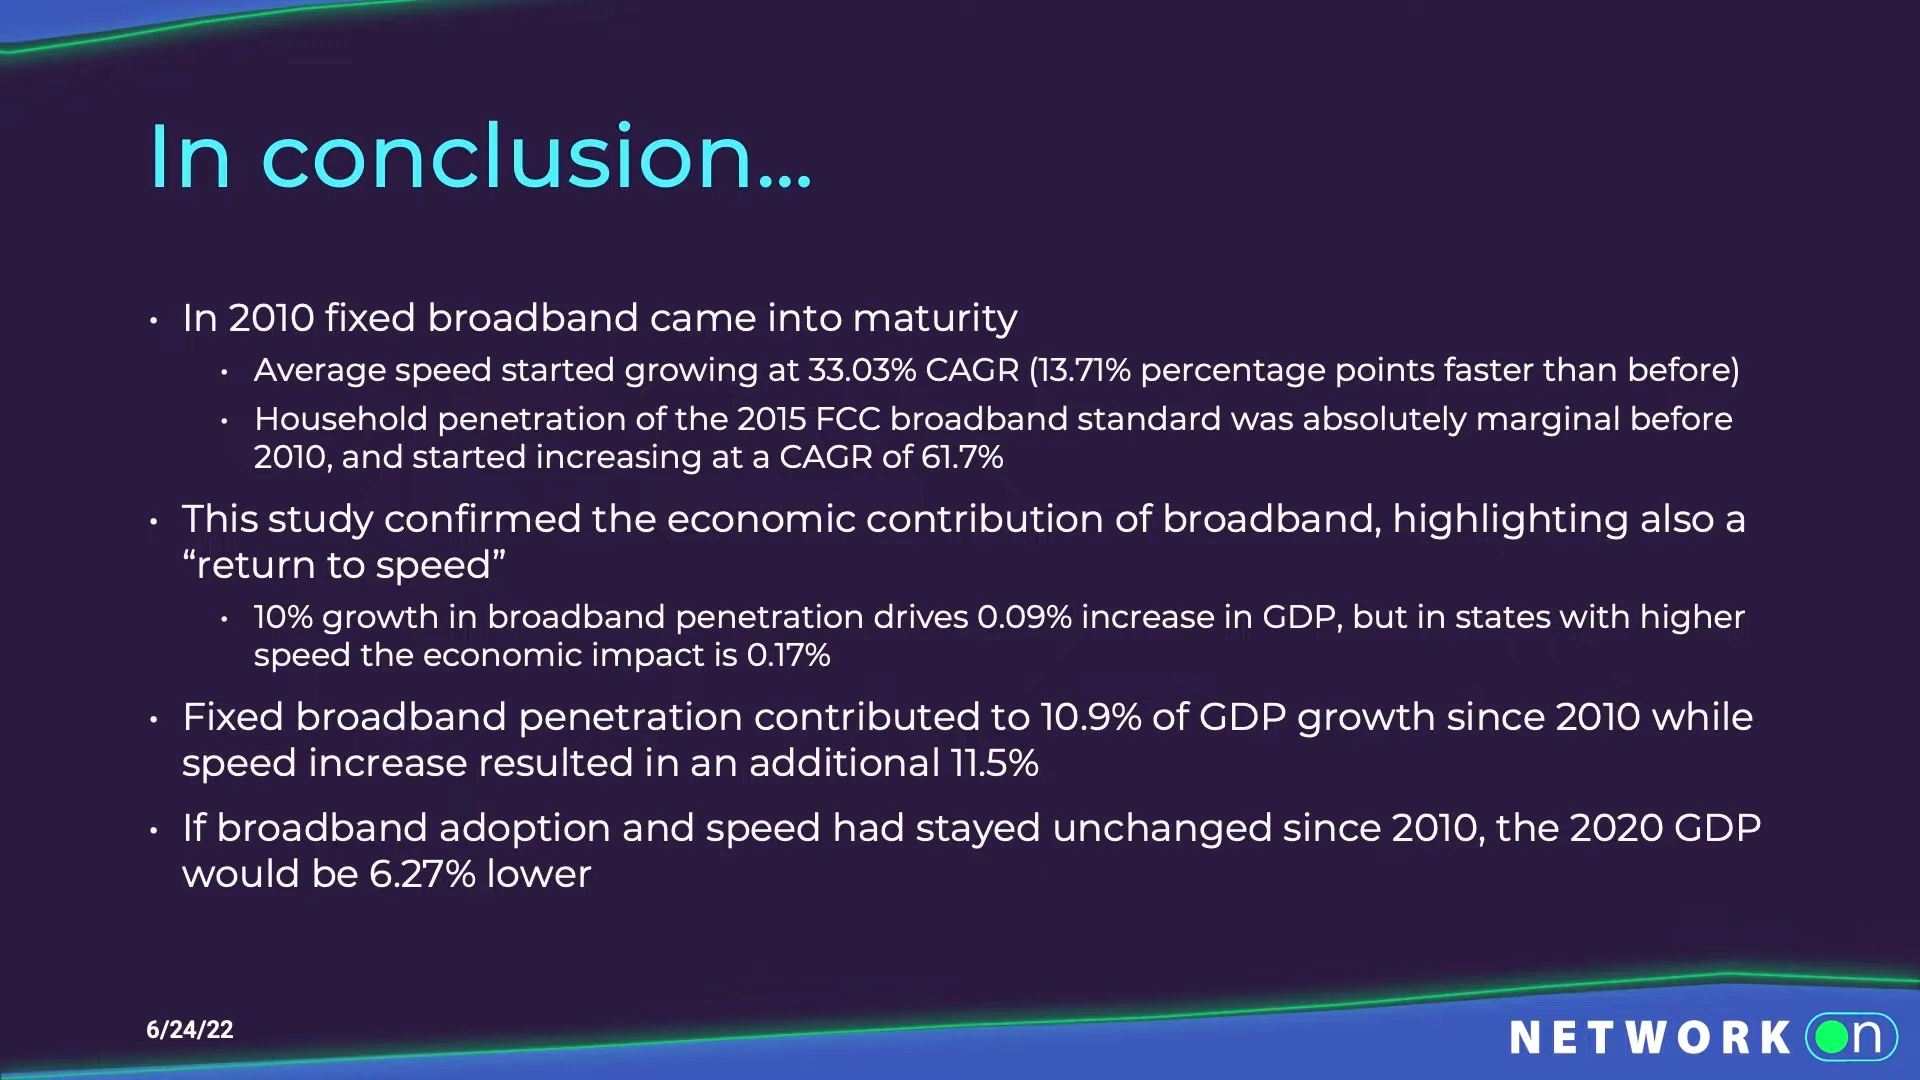 In conclusion...
• In 2010 fixed broadband came into maturity
• Average speed started growing at 33.03% CAGR (13.71% percentage points faster than before)
• Household penetration of the 2015 FCC broadband standard was absolutely marginal before
2010, and started increasing at a CAGR of 61.7%
• This study confirmed the economic contribution of broadband, highlighting also a
“return to speed”
• 10% growth in broadband penetration drives 0.09% increase in GDP, but in states with higher
speed the economic impact is 0.17%
• Fixed broadband penetration contributed to 10.9% of GDP growth since 2010 while
speed increase resulted in an additional 11.5%
• If broadband adoption and speed had stayed unchanged since 2010, the 2020 GDP
would be 6.27% lower
6/24/22
NETWORK On